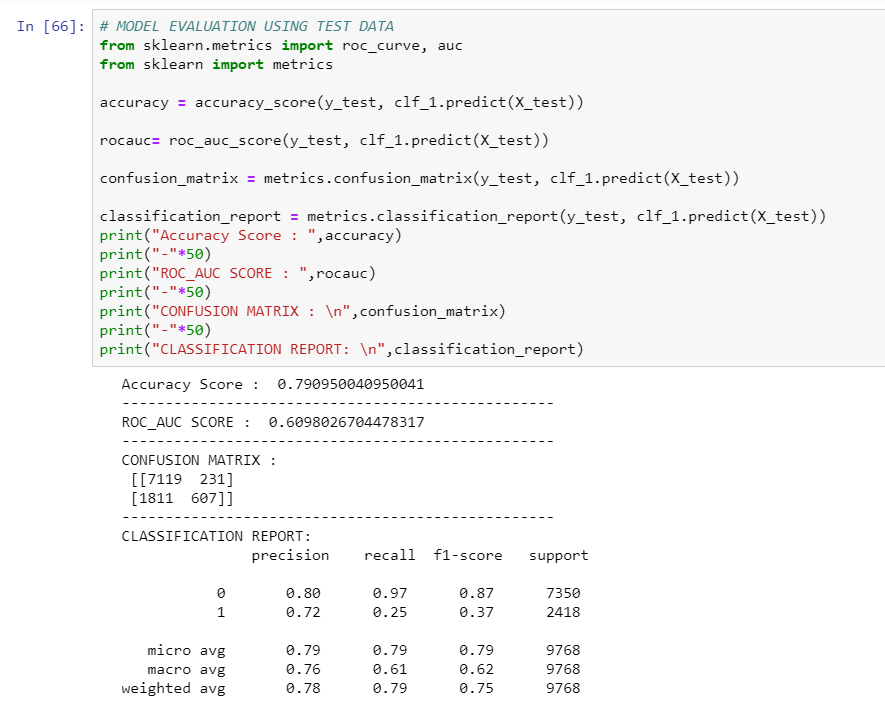 In [66]: # MODEL EVALUATION USING TEST DATA
from sklearn.metrics import roc_curve, auc
from sklearn import metrics
accuracy = accuracy_score(y_test, clf_1.predict(X_test))
rocauc= roc_auc_score(y_test, clf_1.predict(X_test))
confusion_matrix = metrics.confusion_matrix(y_test, clf_1.predict(X_test))
classification_report = metrics.classification_report(y_test, clf_1.predict(X_test))
print("Accuracy Score : ",accuracy)
print("-"*50)
print("ROC_AUC SCORE : ",rocauc)
print("-"*50)
print("CONFUSION MATRIX : \n",confusion_matrix)
print("-"*50)
print("CLASSIFICATION REPORT: \n",classification_report)
Accuracy Score :  0.790950040950041
--------------------------------------------------
ROC_AUC SCORE :  0.6098026704478317
--------------------------------------------------
CONFUSION MATRIX :
[[7119  231]
[1811  607]]
--------------------------------------------------
CLASSIFICATION REPORT:
precision    recall  f1-score   support
0       0.80      0.97      0.87      7350
1       0.72      0.25      0.37      2418
micro avg       0.79      0.79      0.79      9768
macro avg       0.76      0.61      0.62      9768
weighted avg       0.78      0.79      0.75      9768